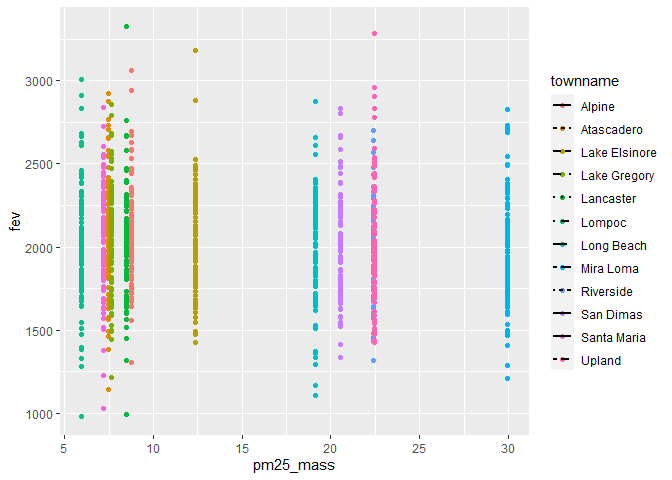 townname
Alpine
Atascadero
Lake Elsinore
Lake Gregory
Lancaster
Lompoc
Long Beach
Mira Loma
Riverside
San Dimas
Santa Maria
Upland
fev
3000
2500
2000
1500
1000
5 10 15 20 25 30
pm25_mass